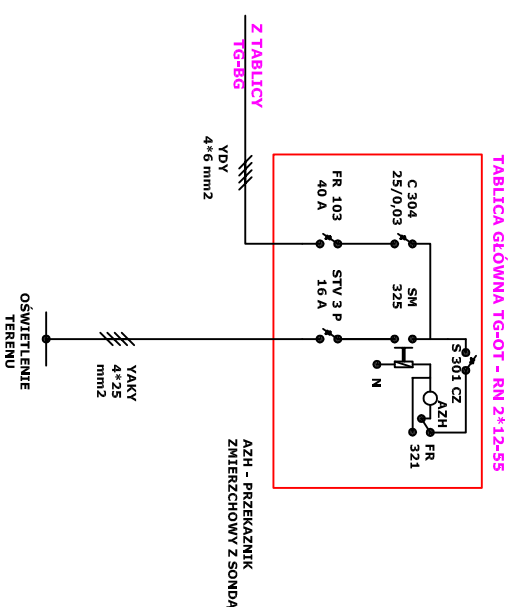 TABLICA GŁÓWNA TG-OT - RN 2*12-55
Z TABLICY
TG-BG
YDY
4*6 mm2
FR 103
40 A
C 304
25/0,03
STV 3 P
16 A
SM
325
S 301 CZ
AZH
FR
321
N
YAKY
4*25
mm2
OŚWIETLENIE
TERENU
AZH - PRZEKAZNIK
ZMIERZCHOWY Z SONDA